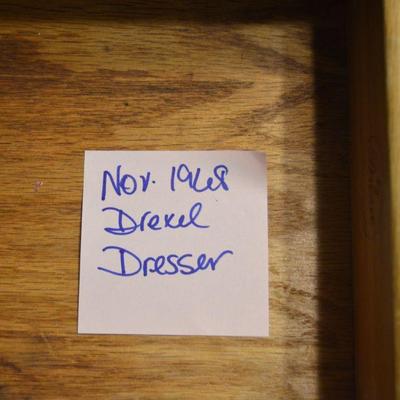 Nov. 1968
Drexel
Dresser